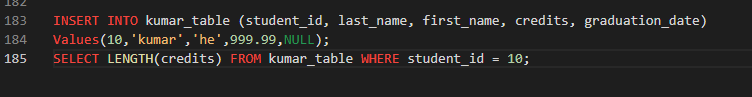 182
183 INSERT INTO kumar_table (student_id, last_name, first_name, credits, graduation_date)
184 Values(10,'kumar','he',999.99,NULL);
185 SELECT LENGTH(credits) FROM kumar_table WHERE student_id = 10;